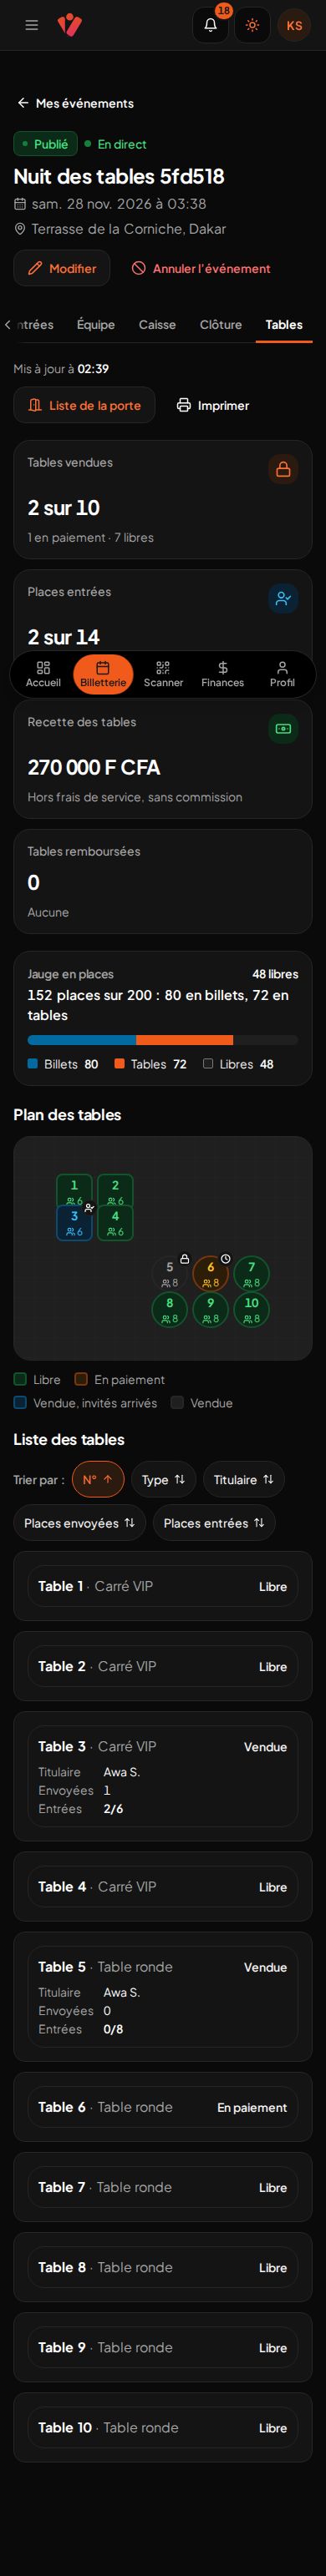 18
KS
Mes événements
Publié
En direct
Nuit des tables 5fd518
sam. 28 nov. 2026 à 03:38
Terrasse de la Corniche, Dakar
Modifier
Annuler l’événement
ntrées
Équipe
Caisse
Clôture
Tables
Mis à jour à 02:39
Liste de la porte
Imprimer
Tables vendues
2 sur 10
1 en paiement · 7 libres
Places entrées
2 sur 14
Accueil
Billetterie
Scanner
Finances
Profil
Recette des tables
270 000 F CFA
Hors frais de service, sans commission
Tables remboursées
0
Aucune
Jauge en places
48 libres
152 places sur 200 : 80 en billets, 72 en
tables
Billets 80
Tables 72
Libres 48
Plan des tables
1
2
6
6
3
4
6
6
5
6
7
8
8
8
8
9
10
8
8
8
Libre
En paiement
Vendue, invités arrivés
Vendue
Liste des tables
Trier par :
N°
Type
Titulaire
Places envoyées
Places entrées
Table 1 · Carré VIP
Libre
Table 2 · Carré VIP
Libre
Table 3 · Carré VIP
Vendue
Titulaire Awa S.
Envoyées 1
Entrées 2/6
Table 4 · Carré VIP
Libre
Table 5 · Table ronde
Vendue
Titulaire Awa S.
Envoyées 0
Entrées 0/8
Table 6 · Table ronde
En paiement
Table 7 · Table ronde
Libre
Table 8 · Table ronde
Libre
Table 9 · Table ronde
Libre
Table 10 · Table ronde
Libre